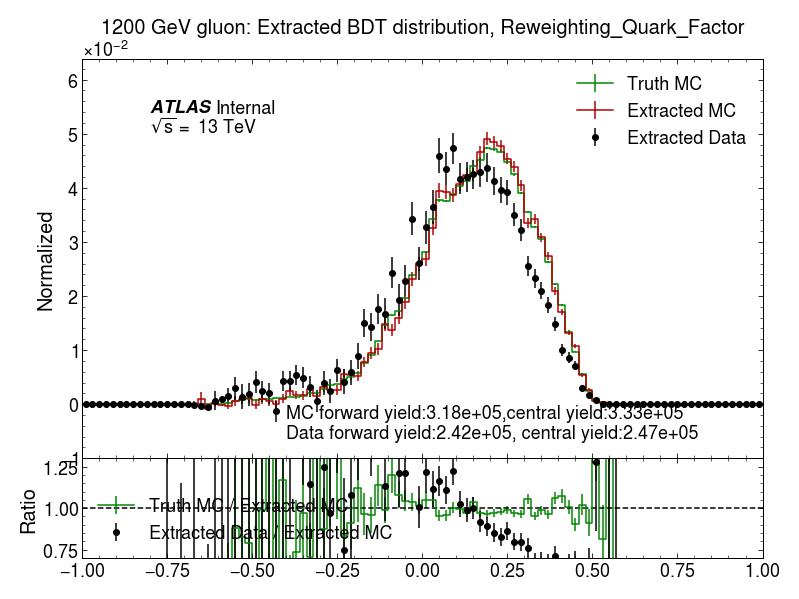 1200 GeV gluon: Extracted BDT distribution, Reweighting_Quark_Factor
×10⁻²
ATLAS Internal
√s = 13 TeV
Truth MC
Extracted MC
Extracted Data
6
5
4
3
2
1
0
Normalized
MC forward yield:3.18e+05,central yield:3.33e+05
Data forward yield:2.42e+05, central yield:2.47e+05
1
1.25
1.00
0.75
Ratio
Truth MC / Extracted MC
Extracted Data / Extracted MC
−1.00 −0.75 −0.50 −0.25 0.00 0.25 0.50 0.75 1.00